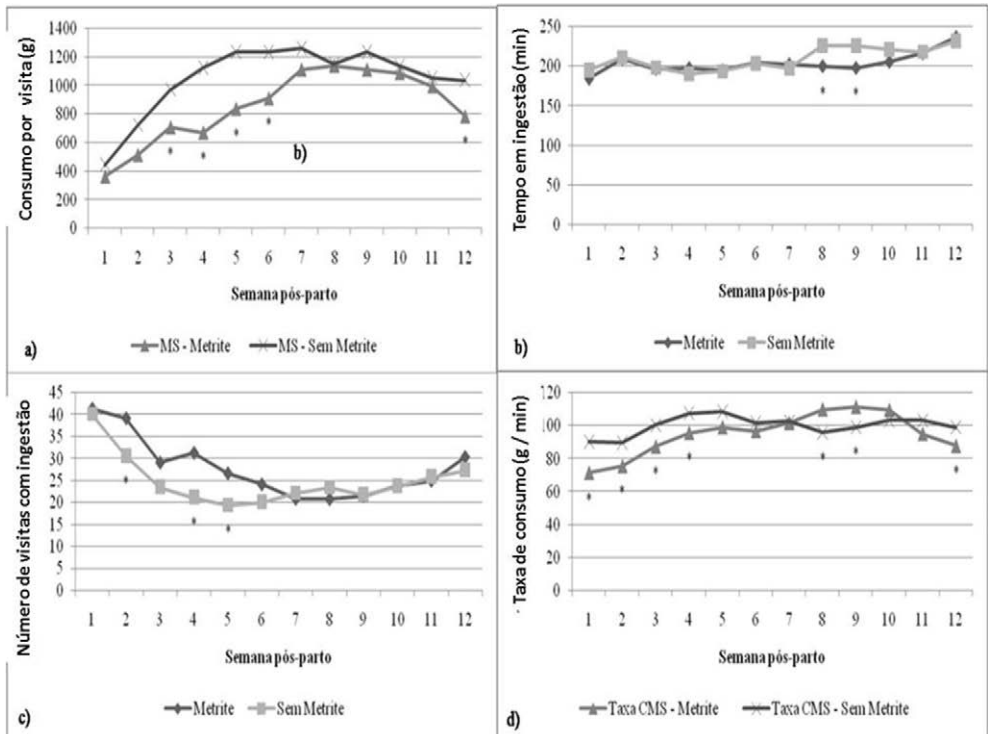 Consumo por visita (g)
1400
1200
1000
800
600
400
200
0
*
*
*
*
*
b)
1 2 3 4 5 6 7 8 9 10 11 12
Semana pós-parto
MS - Metrite MS - Sem Metrite
a)
Tempo em ingestão (min)
250
200
150
100
50
0
* *
1 2 3 4 5 6 7 8 9 10 11 12
Semana pós-parto
Metrite Sem Metrite
b)
Número de visitas com ingestão
45
40
35
30
25
20
15
10
5
0
*
*
*
1 2 3 4 5 6 7 8 9 10 11 12
Semana pós-parto
Metrite Sem Metrite
c)
Taxa de consumo (g / min)
120
100
80
60
40
20
0
*
*
*
*
*
*
*
1 2 3 4 5 6 7 8 9 10 11 12
Semana pós-parto
Taxa CMS - Metrite Taxa CMS - Sem Metrite
d)